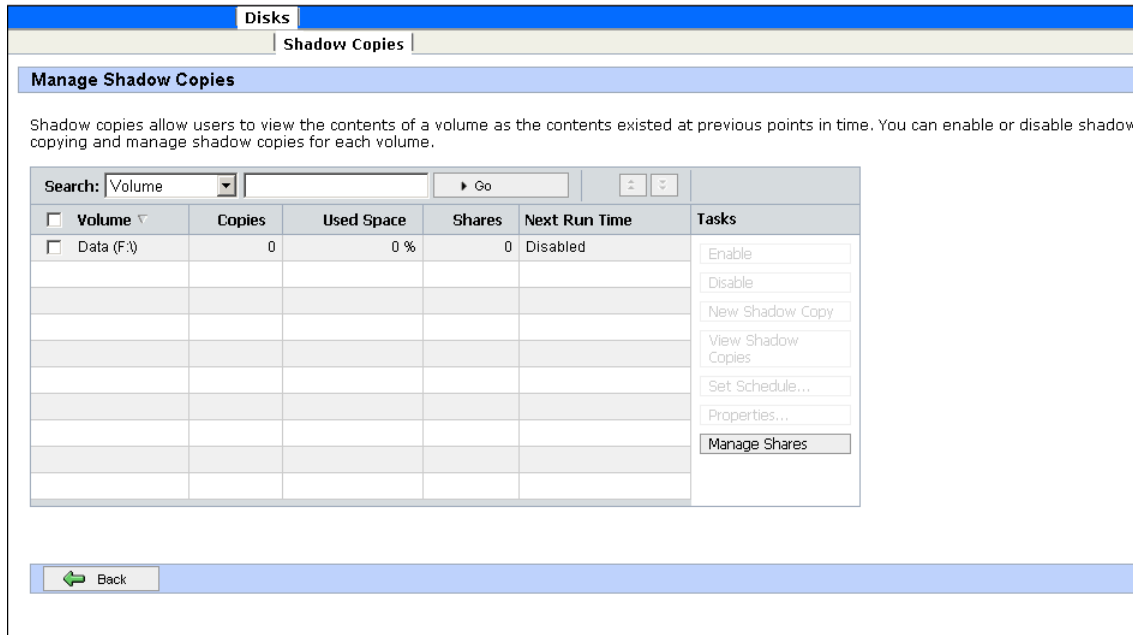 Disks
Shadow Copies
Manage Shadow Copies
Shadow copies allow users to view the contents of a volume as the contents existed at previous points in time. You can enable or disable shadow
copying and manage shadow copies for each volume.
Search: Volume Go
Volume Copies Used Space Shares Next Run Time Tasks
Data (F:\) 0 0 % 0 Disabled
Enable
Disable
New Shadow Copy
View Shadow
Copies
Set Schedule...
Properties...
Manage Shares
Back